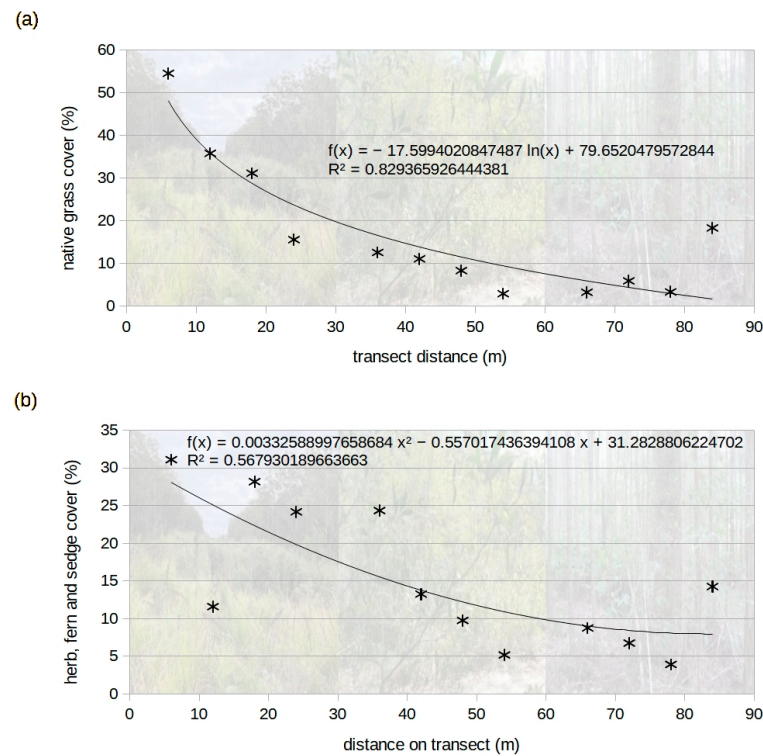 (a)
60
50
40
30
20
10
0
native grass cover (%)
f(x) = − 17.5994020847487 ln(x) + 79.6520479572844
R² = 0.829365926444381
0 10 20 30 40 50 60 70 80 90
transect distance (m)
(b)
35
30
25
20
15
10
5
0
herb, fern and sedge cover (%)
f(x) = 0.00332588997658684 x² − 0.557017436394108 x + 31.2828806224702
R² = 0.567930189663663
0 10 20 30 40 50 60 70 80 90
distance on transect (m)